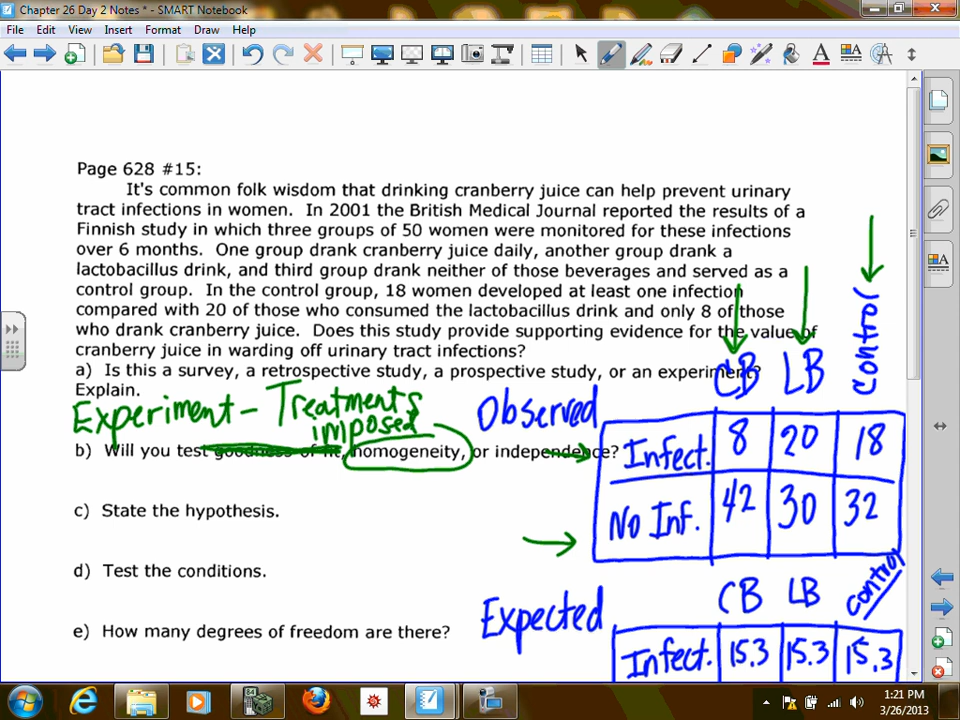 Chapter 26 Day 2 Notes * - SMART Notebook
File Edit View Insert Format Draw Help
Page 628 #15:
It's common folk wisdom that drinking cranberry juice can help prevent urinary
tract infections in women. In 2001 the British Medical Journal reported the results of a
Finnish study in which three groups of 50 women were monitored for these infections
over 6 months. One group drank cranberry juice daily, another group drank a
lactobacillus drink, and third group drank neither of those beverages and served as a
control group. In the control group, 18 women developed at least one infection
compared with 20 of those who consumed the lactobacillus drink and only 8 of those
who drank cranberry juice. Does this study provide supporting evidence for the value of
cranberry juice in warding off urinary tract infections?
a) Is this a survey, a retrospective study, a prospective study, or an experiment?
Explain.
Experiment - Treatments
imposed
b) Will you test goodness of fit, homogeneity, or independence?
c) State the hypothesis.
d) Test the conditions.
e) How many degrees of freedom are there?
Observed
CB LB control
Infect. 8 20 18
No Inf. 42 30 32
Expected
CB LB control
Infect. 15.3 15.3 15.3
1:21 PM
3/26/2013